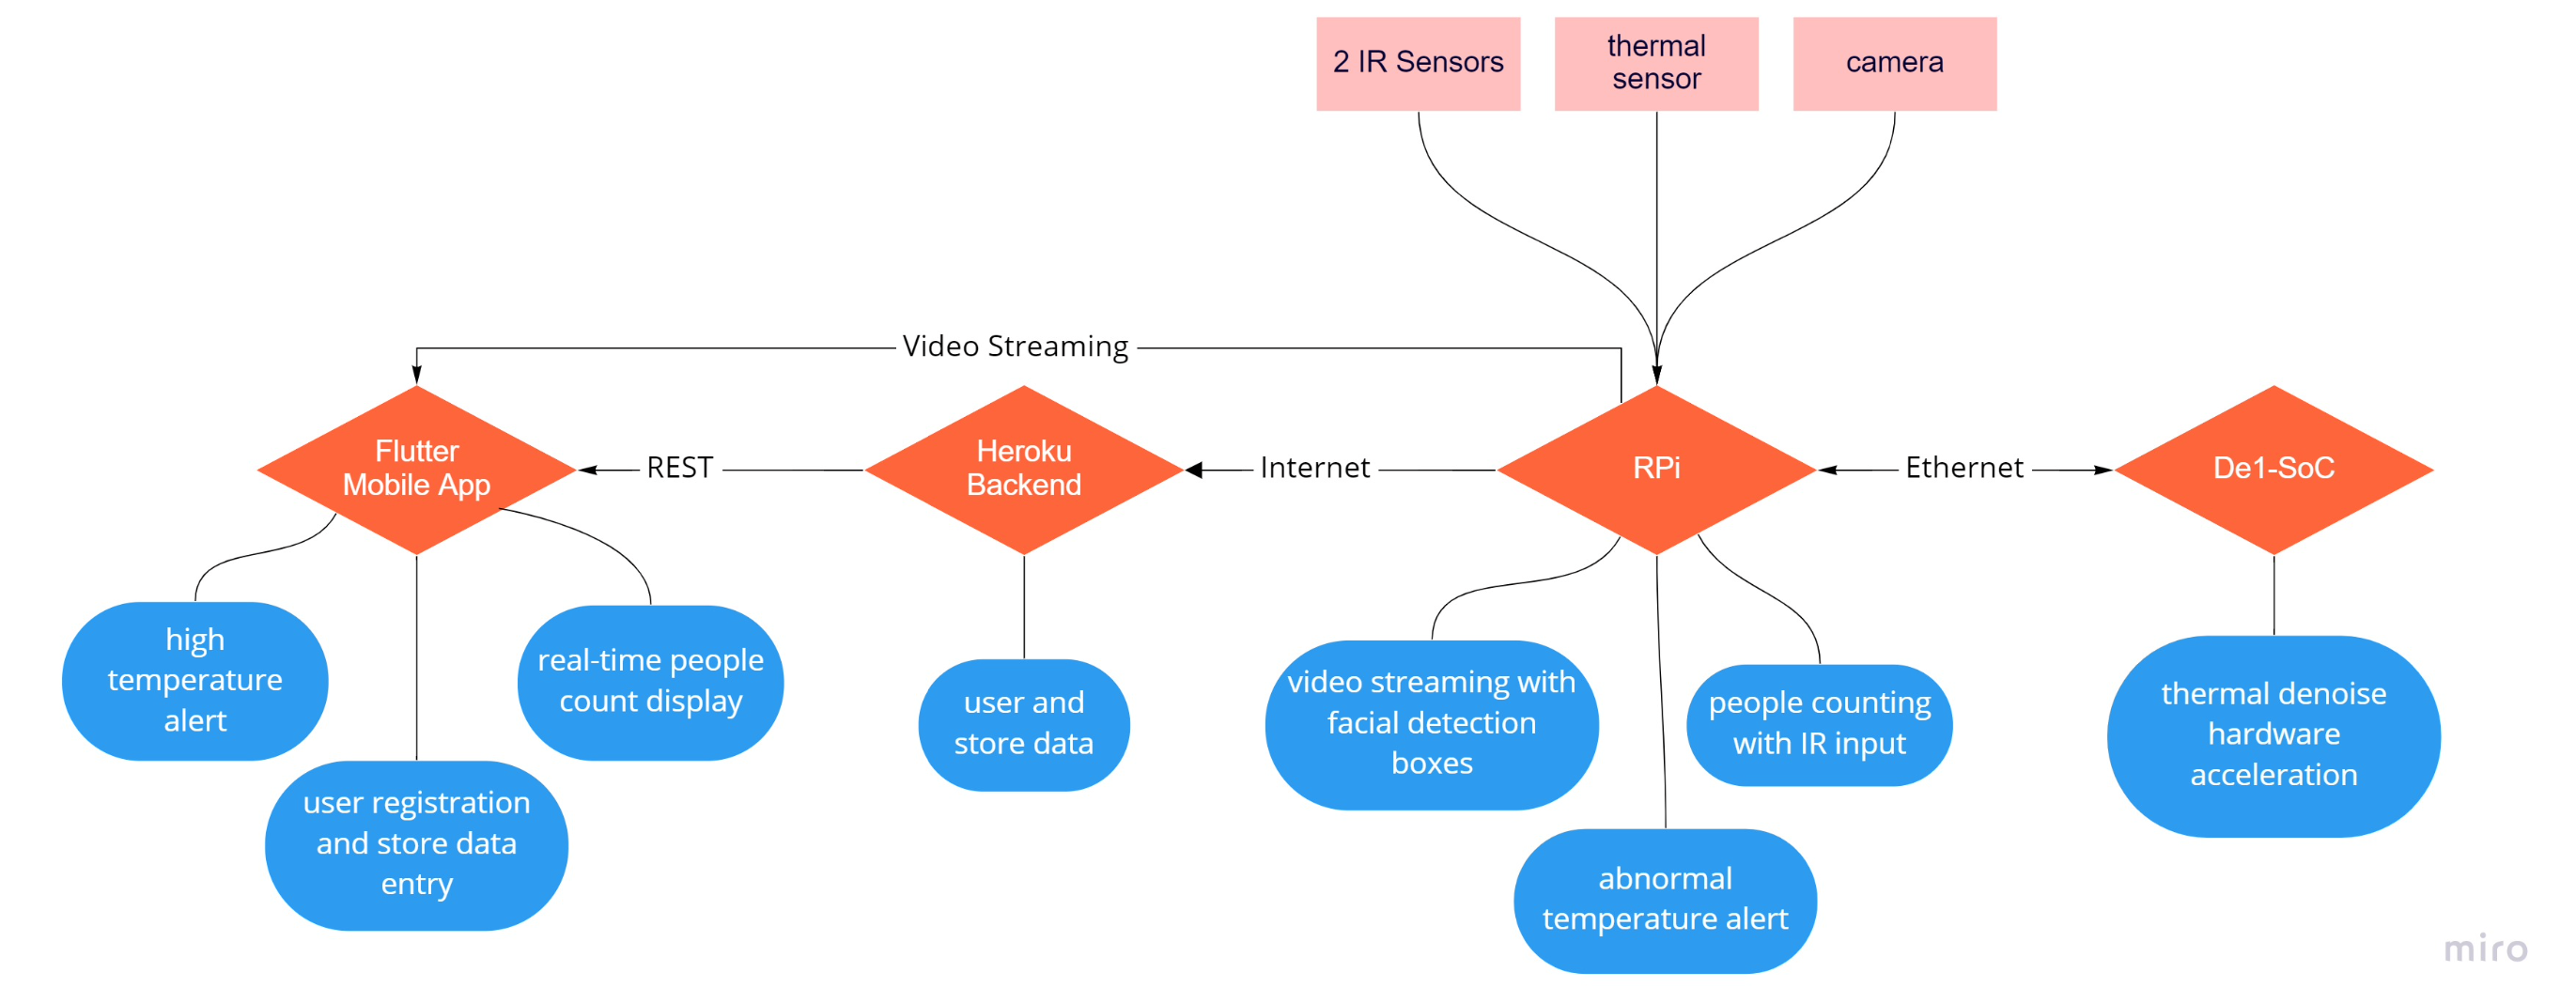 2 IR Sensors
thermal
sensor
camera
Video Streaming
Flutter
Mobile App
REST
Heroku
Backend
Internet
RPi
Ethernet
De1-SoC
high
temperature
alert
user registration
and store data
entry
real-time people
count display
user and
store data
video streaming with
facial detection
boxes
abnormal
temperature alert
people counting
with IR input
thermal denoise
hardware
acceleration
miro